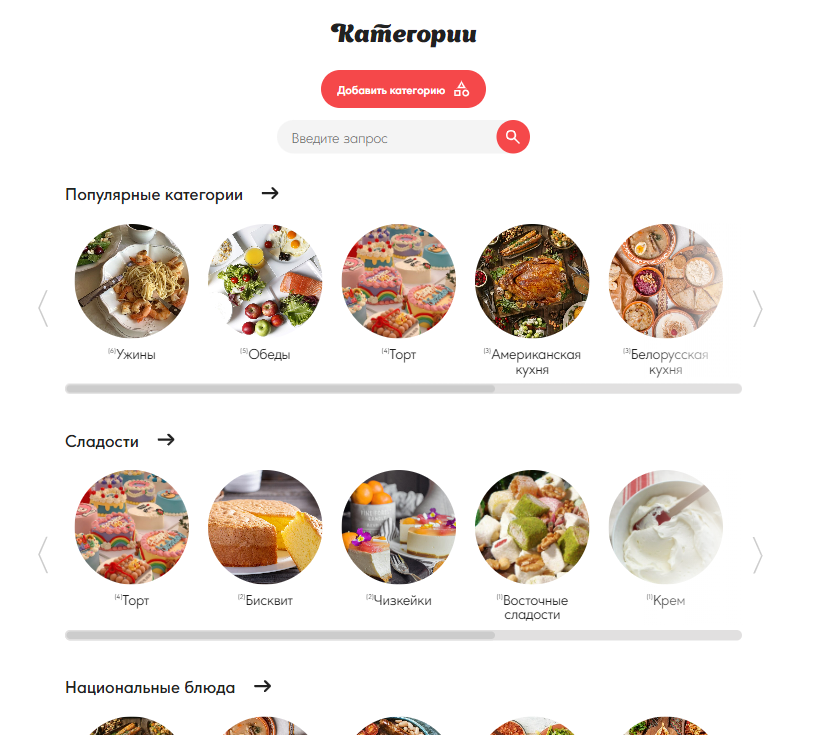 Категории
Добавить категорию
Введите запрос
Популярные категории
(6)Ужины
(5)Обеды
(4)Торт
(3)Американская
кухня
(3)Белорусская
кухня
Сладости
(4)Торт
(2)Бисквит
(2)Чизкейки
(1)Восточные
сладости
(1)Крем
Национальные блюда